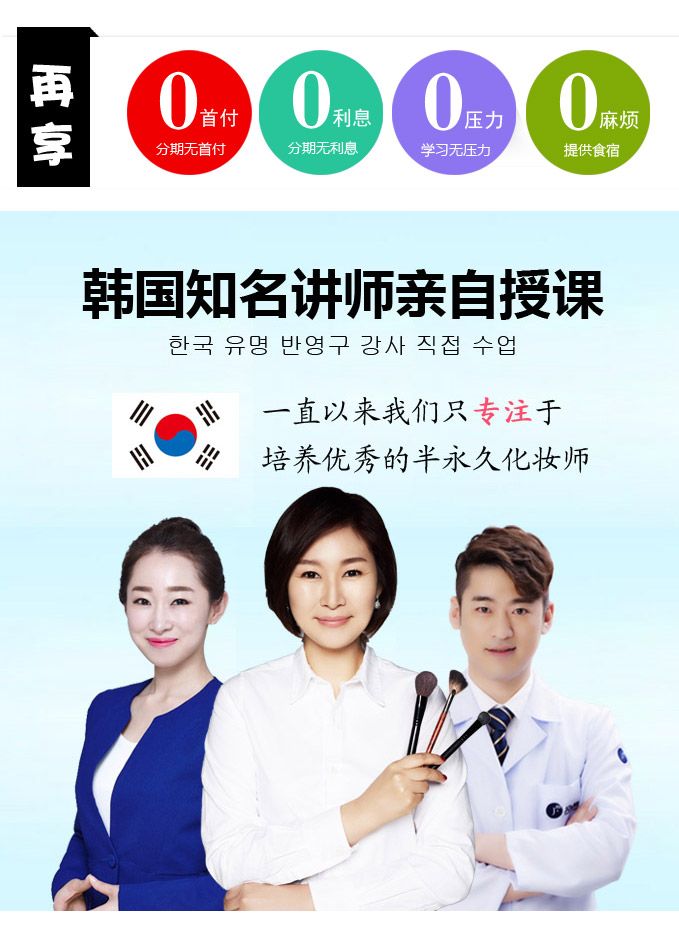 再享
0首付
分期无首付
0利息
分期无利息
0压力
学习无压力
0麻烦
提供食宿
韩国知名讲师亲自授课
한국 유명 반영구 강사 직접 수업
一直以来我们只专注于
培养优秀的半永久化妆师